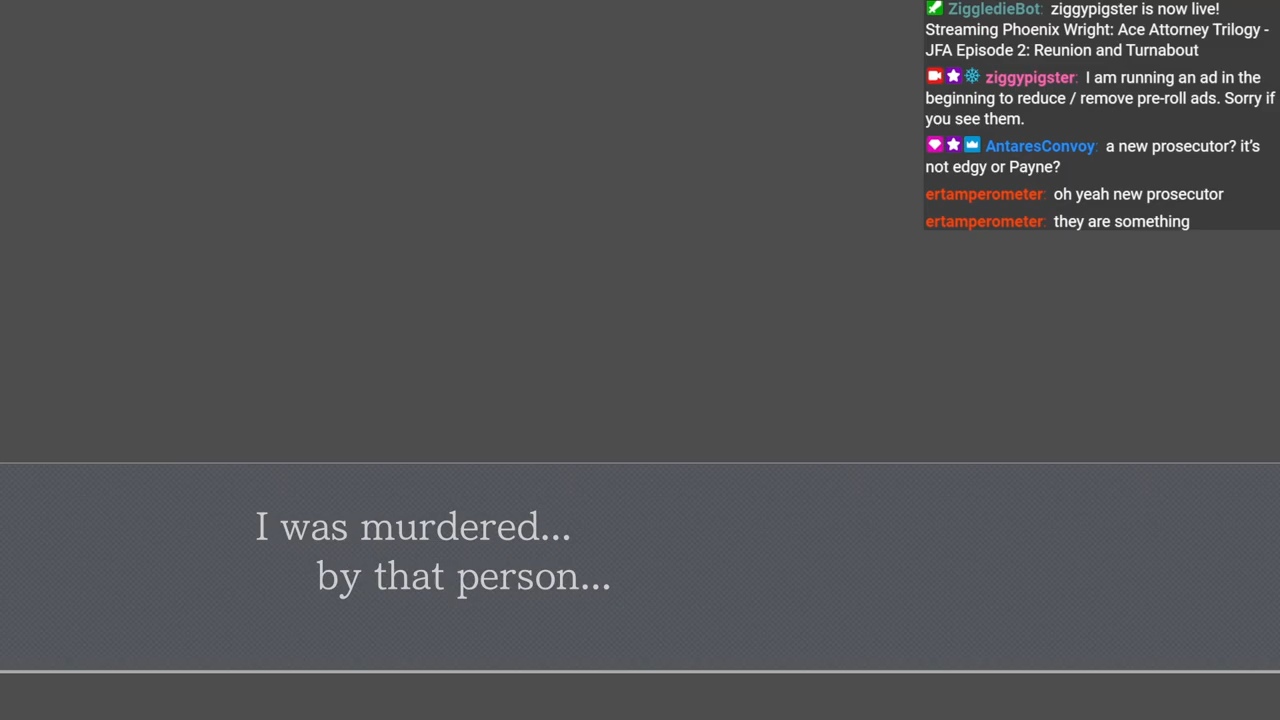 ZiggledieBot: ziggypigster is now live!
Streaming Phoenix Wright: Ace Attorney Trilogy -
JFA Episode 2: Reunion and Turnabout
ziggypigster: I am running an ad in the
beginning to reduce / remove pre-roll ads. Sorry if
you see them.
AntaresConvoy: a new prosecutor? it’s
not edgy or Payne?
ertamperometer: oh yeah new prosecutor
ertamperometer: they are something
I was murdered...
by that person...